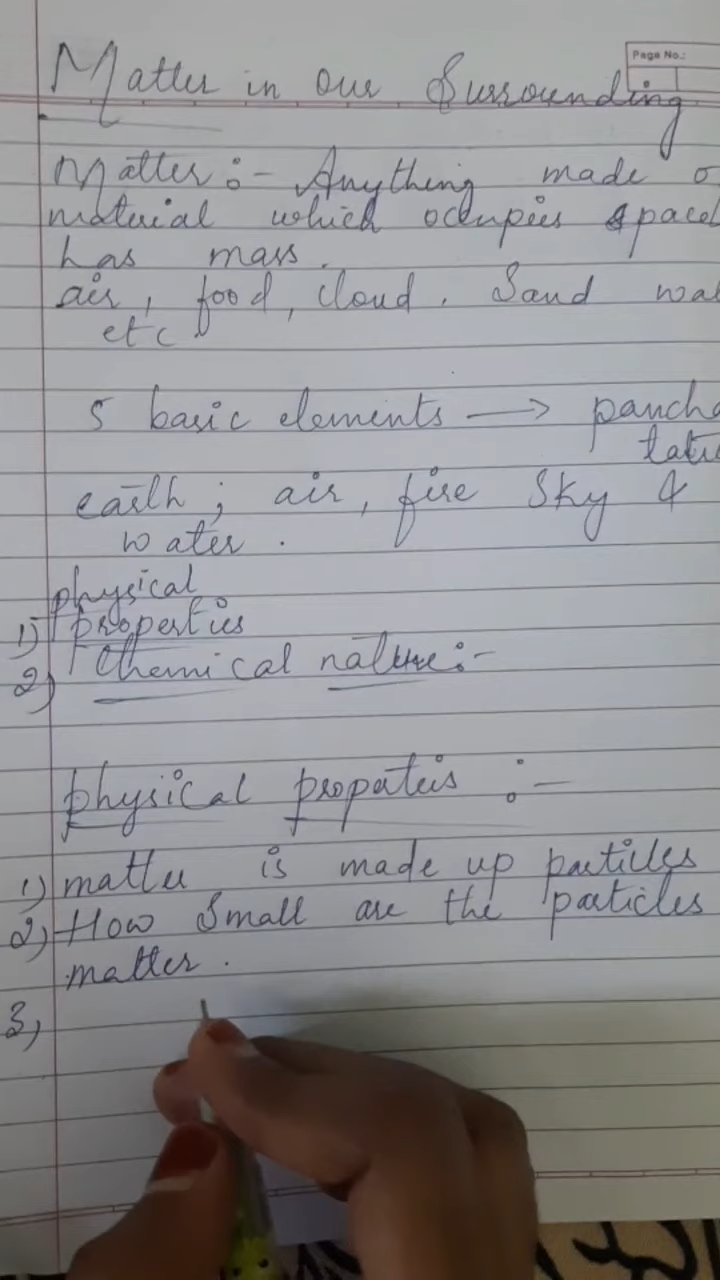 Page No.:
Matter in our Surrounding
Matter :- Anything made o
material which occupies space
has mass.
air, food, cloud. Sand wa
etc
5 basic elements → pancha
tatv
earth; air, fire Sky &
water.
physical
1) properties
2) Chemical nature :-
physical propateis :-
1) matter is made up particles
2) How Small are the particles
matter.
3)